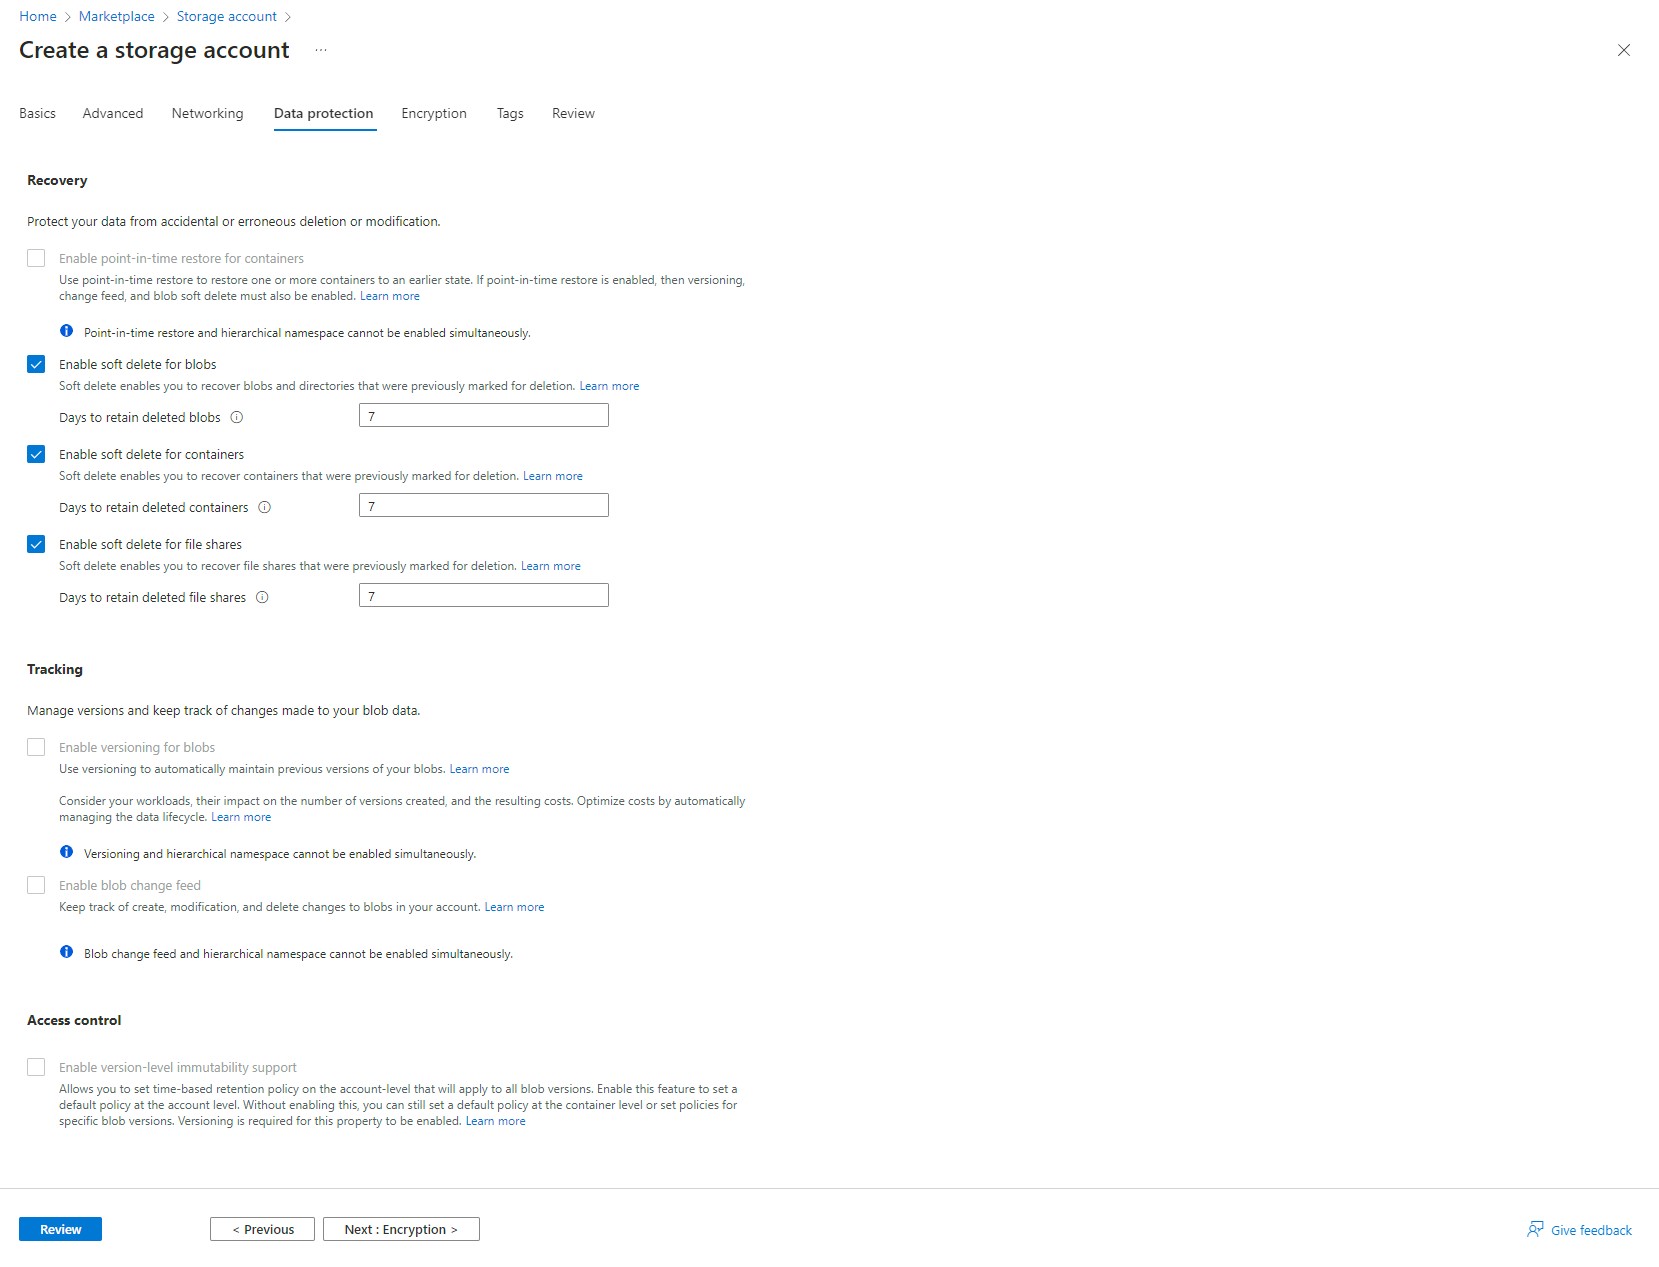 Home > Marketplace > Storage account >
Create a storage account ...
Basics Advanced Networking Data protection Encryption Tags Review
Recovery
Protect your data from accidental or erroneous deletion or modification.
Enable point-in-time restore for containers
Use point-in-time restore to restore one or more containers to an earlier state. If point-in-time restore is enabled, then versioning,
change feed, and blob soft delete must also be enabled. Learn more
Point-in-time restore and hierarchical namespace cannot be enabled simultaneously.
Enable soft delete for blobs
Soft delete enables you to recover blobs and directories that were previously marked for deletion. Learn more
Days to retain deleted blobs 7
Enable soft delete for containers
Soft delete enables you to recover containers that were previously marked for deletion. Learn more
Days to retain deleted containers 7
Enable soft delete for file shares
Soft delete enables you to recover file shares that were previously marked for deletion. Learn more
Days to retain deleted file shares 7
Tracking
Manage versions and keep track of changes made to your blob data.
Enable versioning for blobs
Use versioning to automatically maintain previous versions of your blobs. Learn more
Consider your workloads, their impact on the number of versions created, and the resulting costs. Optimize costs by automatically
managing the data lifecycle. Learn more
Versioning and hierarchical namespace cannot be enabled simultaneously.
Enable blob change feed
Keep track of create, modification, and delete changes to blobs in your account. Learn more
Blob change feed and hierarchical namespace cannot be enabled simultaneously.
Access control
Enable version-level immutability support
Allows you to set time-based retention policy on the account-level that will apply to all blob versions. Enable this feature to set a
default policy at the account level. Without enabling this, you can still set a default policy at the container level or set policies for
specific blob versions. Versioning is required for this property to be enabled. Learn more
Review < Previous Next : Encryption > Give feedback